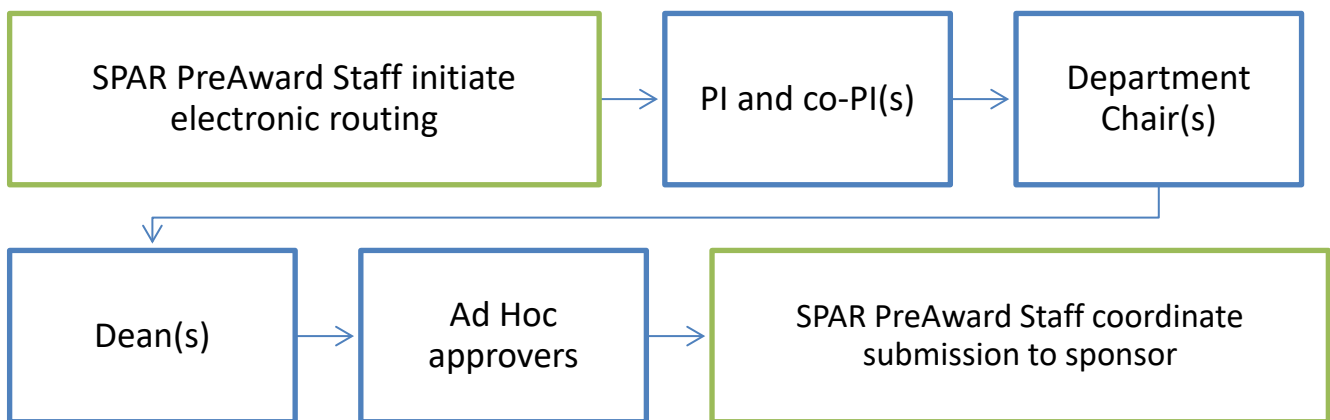 SPAR PreAward Staff initiate
electronic routing
PI and co-PI(s)
Department
Chair(s)
Dean(s)
Ad Hoc
approvers
SPAR PreAward Staff coordinate
submission to sponsor